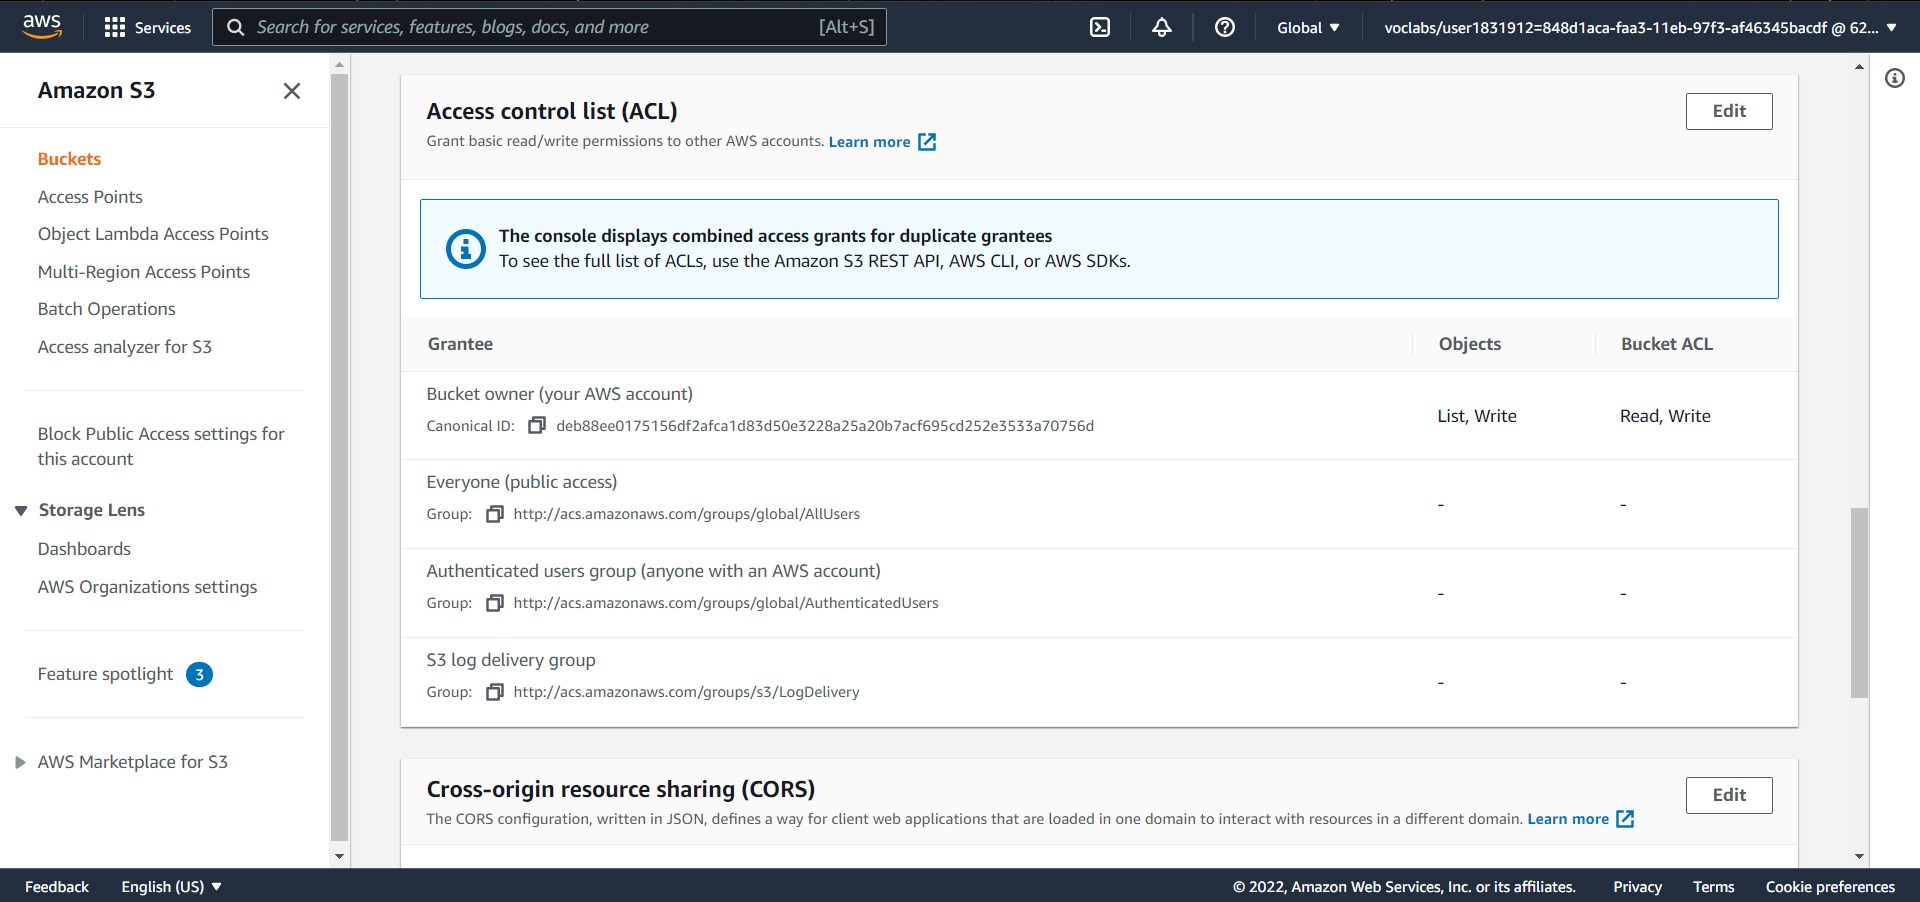 aws
Services
Search for services, features, blogs, docs, and more
[Alt+S]
Global
voclabs/user1831912=848d1aca-faa3-11eb-97f3-af46345bacdf @ 62...
Amazon S3
Buckets
Access Points
Object Lambda Access Points
Multi-Region Access Points
Batch Operations
Access analyzer for S3
Block Public Access settings for
this account
Storage Lens
Dashboards
AWS Organizations settings
Feature spotlight 3
AWS Marketplace for S3
Access control list (ACL)
Edit
Grant basic read/write permissions to other AWS accounts. Learn more
The console displays combined access grants for duplicate grantees
To see the full list of ACLs, use the Amazon S3 REST API, AWS CLI, or AWS SDKs.
Grantee Objects Bucket ACL
Bucket owner (your AWS account)
Canonical ID: deb88ee0175156df2afca1d83d50e3228a25a20b7acf695cd252e3533a70756d
List, Write Read, Write
Everyone (public access)
Group: http://acs.amazonaws.com/groups/global/AllUsers
- -
Authenticated users group (anyone with an AWS account)
Group: http://acs.amazonaws.com/groups/global/AuthenticatedUsers
- -
S3 log delivery group
Group: http://acs.amazonaws.com/groups/s3/LogDelivery
- -
Cross-origin resource sharing (CORS)
Edit
The CORS configuration, written in JSON, defines a way for client web applications that are loaded in one domain to interact with resources in a different domain. Learn more
Feedback English (US) © 2022, Amazon Web Services, Inc. or its affiliates. Privacy Terms Cookie preferences